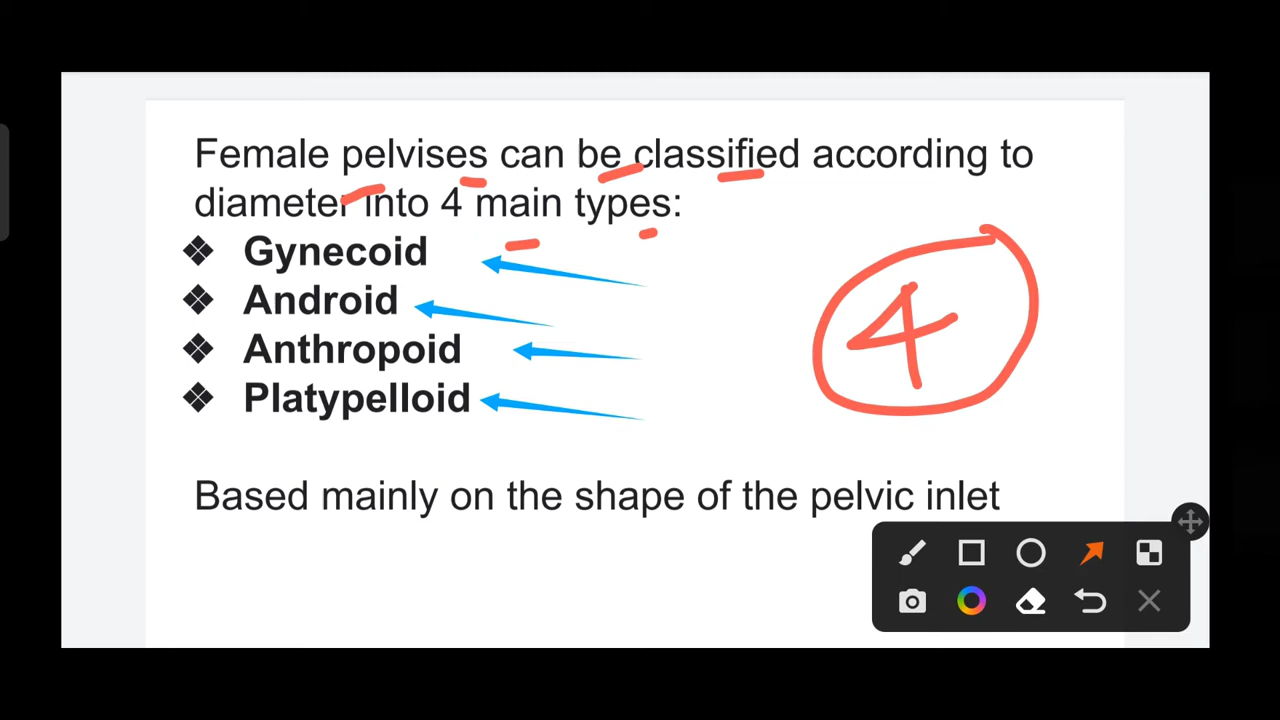 Female pelvises can be classified according to
diameter into 4 main types:
❖ Gynecoid
❖ Android
❖ Anthropoid
❖ Platypelloid
4
Based mainly on the shape of the pelvic inlet